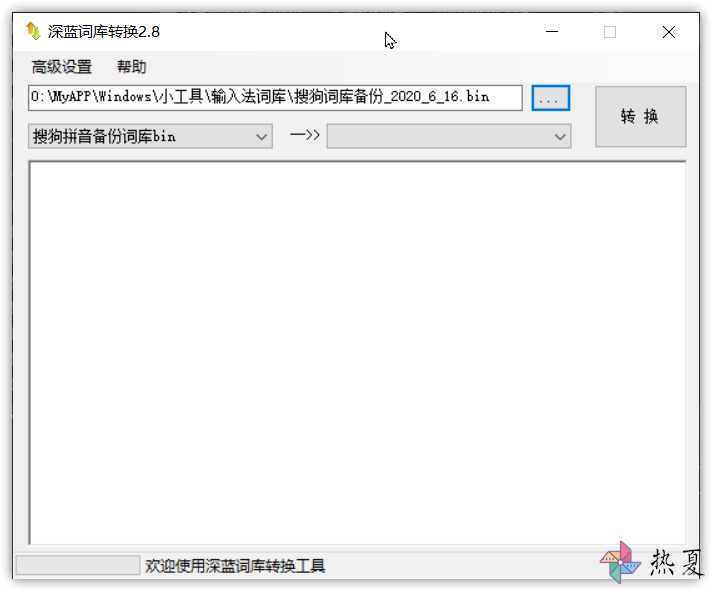 深蓝词库转换2.8
高级设置 帮助
O:\MyAPP\Windows\小工具\输入法词库\搜狗词库备份_2020_6_16.bin ...
转 换
搜狗拼音备份词库bin —>>
欢迎使用深蓝词库转换工具
热夏